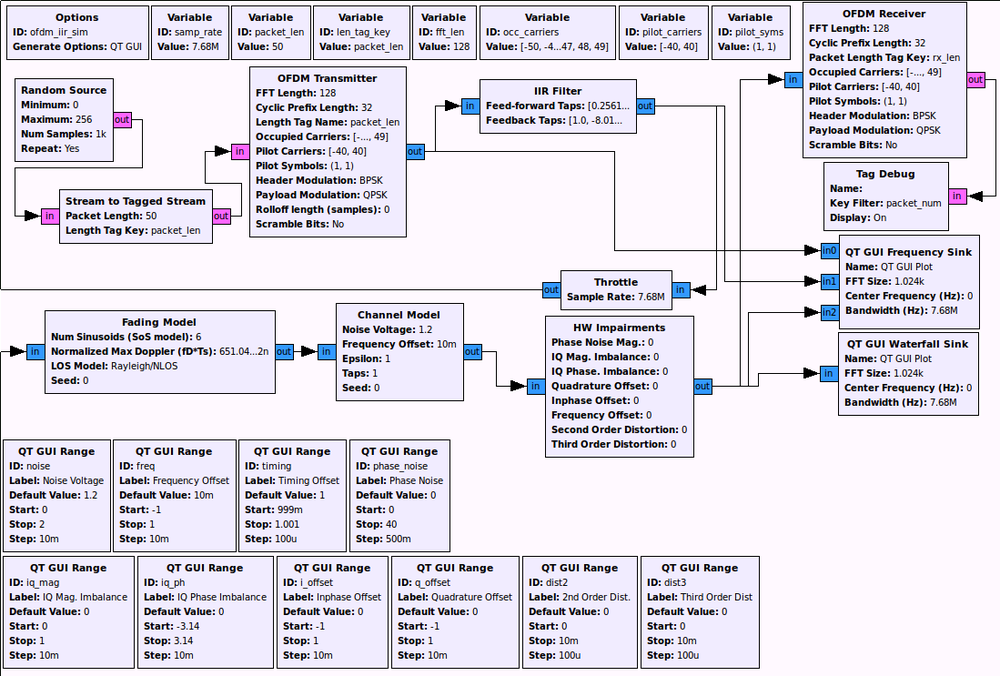 Options
ID: ofdm_iir_sim
Generate Options: QT GUI
Variable
ID: samp_rate
Value: 7.68M
Variable
ID: packet_len
Value: 50
Variable
ID: len_tag_key
Value: packet_len
Variable
ID: fft_len
Value: 128
Variable
ID: occ_carriers
Value: [-50, -4...47, 48, 49]
Variable
ID: pilot_carriers
Value: [-40, 40]
Variable
ID: pilot_syms
Value: (1, 1)
OFDM Receiver
FFT Length: 128
Cyclic Prefix Length: 32
Packet Length Tag Key: rx_len
Occupied Carriers: [-..., 49]
Pilot Carriers: [-40, 40]
Pilot Symbols: (1, 1)
Header Modulation: BPSK
Payload Modulation: QPSK
Scramble Bits: No
in
out
Random Source
Minimum: 0
Maximum: 256
Num Samples: 1k
Repeat: Yes
out
OFDM Transmitter
FFT Length: 128
Cyclic Prefix Length: 32
Length Tag Name: packet_len
Occupied Carriers: [-..., 49]
Pilot Carriers: [-40, 40]
Pilot Symbols: (1, 1)
Header Modulation: BPSK
Payload Modulation: QPSK
Rolloff length (samples): 0
Scramble Bits: No
in
out
IIR Filter
Feed-forward Taps: [0.2561...
Feedback Taps: [1.0, -8.01...
in
out
Stream to Tagged Stream
Packet Length: 50
Length Tag Key: packet_len
in
out
Tag Debug
Name:
Key Filter: packet_num
Display: On
in
QT GUI Frequency Sink
Name: QT GUI Plot
FFT Size: 1.024k
Center Frequency (Hz): 0
Bandwidth (Hz): 7.68M
in0
in1
in2
Throttle
Sample Rate: 7.68M
out
in
Fading Model
Num Sinusoids (SoS model): 6
Normalized Max Doppler (fD*Ts): 651.04...2n
LOS Model: Rayleigh/NLOS
Seed: 0
in
out
Channel Model
Noise Voltage: 1.2
Frequency Offset: 10m
Epsilon: 1
Taps: 1
Seed: 0
in
out
HW Impairments
Phase Noise Mag.: 0
IQ Mag. Imbalance: 0
IQ Phase. Imbalance: 0
Quadrature Offset: 0
Inphase Offset: 0
Frequency Offset: 0
Second Order Distortion: 0
Third Order Distortion: 0
in
out
QT GUI Waterfall Sink
Name: QT GUI Plot
FFT Size: 1.024k
Center Frequency (Hz): 0
Bandwidth (Hz): 7.68M
in
QT GUI Range
ID: noise
Label: Noise Voltage
Default Value: 1.2
Start: 0
Stop: 2
Step: 10m
QT GUI Range
ID: freq
Label: Frequency Offset
Default Value: 10m
Start: -1
Stop: 1
Step: 10m
QT GUI Range
ID: timing
Label: Timing Offset
Default Value: 1
Start: 999m
Stop: 1.001
Step: 100u
QT GUI Range
ID: phase_noise
Label: Phase Noise
Default Value: 0
Start: 0
Stop: 40
Step: 500m
QT GUI Range
ID: iq_mag
Label: IQ Mag. Imbalance
Default Value: 0
Start: 0
Stop: 1
Step: 10m
QT GUI Range
ID: iq_ph
Label: IQ Phase Imbalance
Default Value: 0
Start: -3.14
Stop: 3.14
Step: 10m
QT GUI Range
ID: i_offset
Label: Inphase Offset
Default Value: 0
Start: -1
Stop: 1
Step: 10m
QT GUI Range
ID: q_offset
Label: Quadrature Offset
Default Value: 0
Start: -1
Stop: 1
Step: 10m
QT GUI Range
ID: dist2
Label: 2nd Order Dist.
Default Value: 0
Start: 0
Stop: 10m
Step: 100u
QT GUI Range
ID: dist3
Label: Third Order Dist
Default Value: 0
Start: 0
Stop: 10m
Step: 100u